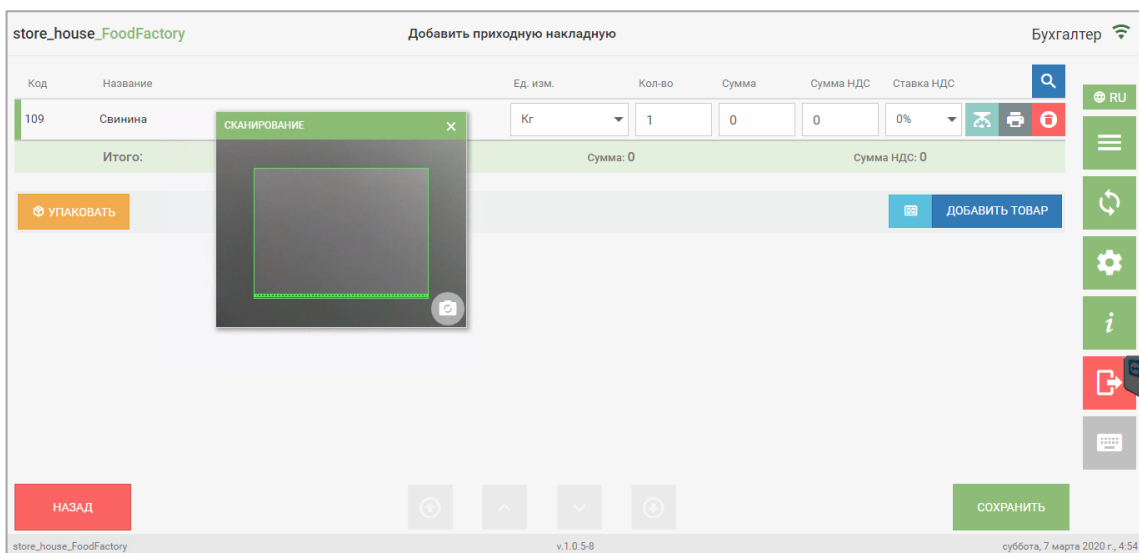 store_house_FoodFactory Добавить приходную накладную Бухгалтер
Код Название Ед. изм. Кол-во Сумма Сумма НДС Ставка НДС
RU
109 Свинина Кг 1 0 0 0%
СКАНИРОВАНИЕ
Итого: Сумма: 0 Сумма НДС: 0
УПАКОВАТЬ ДОБАВИТЬ ТОВАР
i
НАЗАД СОХРАНИТЬ
store_house_FoodFactory v.1.0.5-8 суббота, 7 марта 2020 г., 4:54